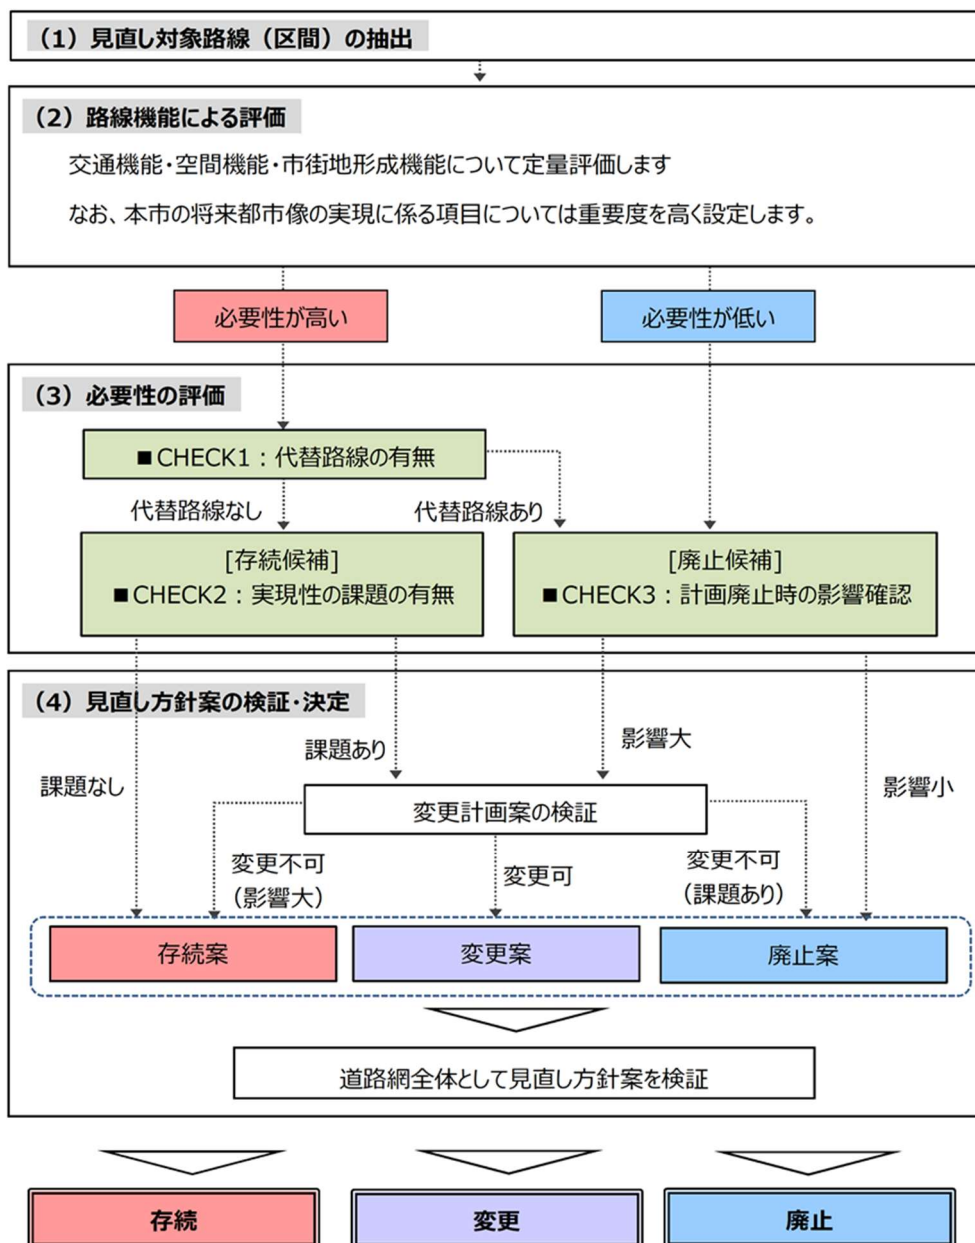 （1）見直し対象路線（区間）の抽出
（2）路線機能による評価
交通機能・空間機能・市街地形成機能について定量評価します
なお、本市の将来都市像の実現に係る項目については重要度を高く設定します。
必要性が高い
必要性が低い
（3）必要性の評価
■CHECK1：代替路線の有無
代替路線なし
代替路線あり
[存続候補]
■CHECK2：実現性の課題の有無
[廃止候補]
■CHECK3：計画廃止時の影響確認
（4）見直し方針案の検証・決定
課題なし
課題あり
影響大
影響小
変更計画案の検証
変更不可
（影響大）
変更可
変更不可
（課題あり）
存続案
変更案
廃止案
道路網全体として見直し方針案を検証
存続
変更
廃止